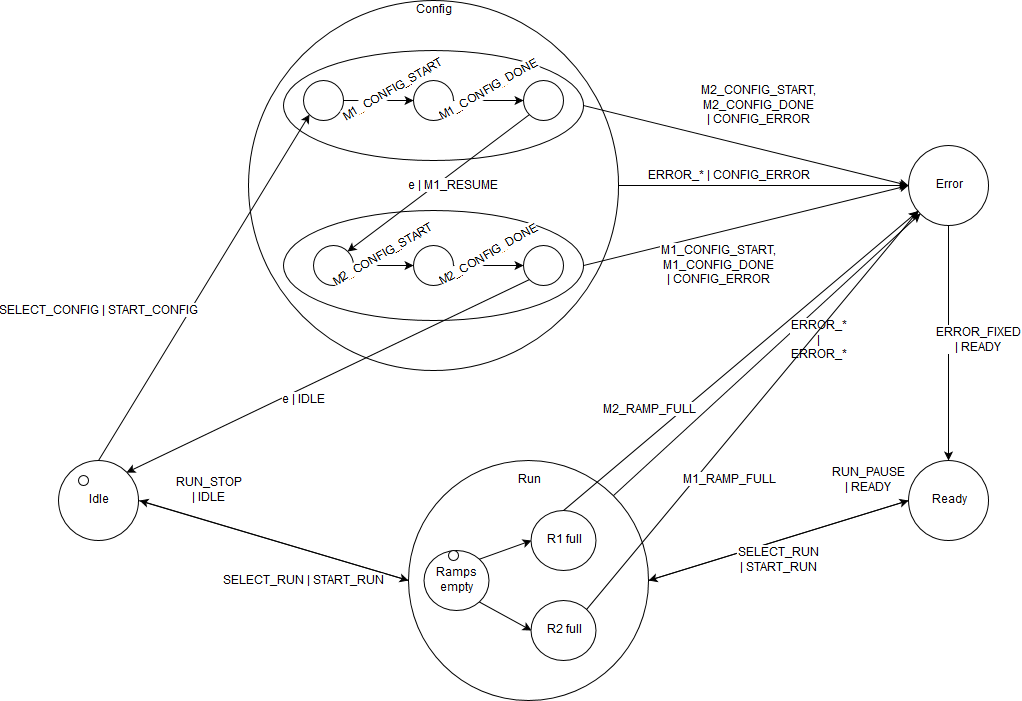 Config
M1_CONFIG_START
M1_CONFIG_DONE
M2_CONFIG_START,
M2_CONFIG_DONE
| CONFIG_ERROR
ERROR_* | CONFIG_ERROR
Error
e | M1_RESUME
M2_CONFIG_START
M2_CONFIG_DONE
M1_CONFIG_START,
M1_CONFIG_DONE
| CONFIG_ERROR
SELECT_CONFIG | START_CONFIG
ERROR_*
|
ERROR_*
ERROR_FIXED
| READY
e | IDLE
M2_RAMP_FULL
Idle
RUN_STOP
| IDLE
Run
M1_RAMP_FULL
RUN_PAUSE
| READY
Ready
R1 full
Ramps
empty
SELECT_RUN | START_RUN
SELECT_RUN
| START_RUN
R2 full